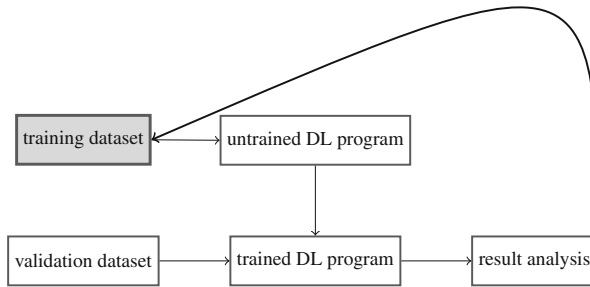 training dataset
untrained DL program
validation dataset
trained DL program
result analysis